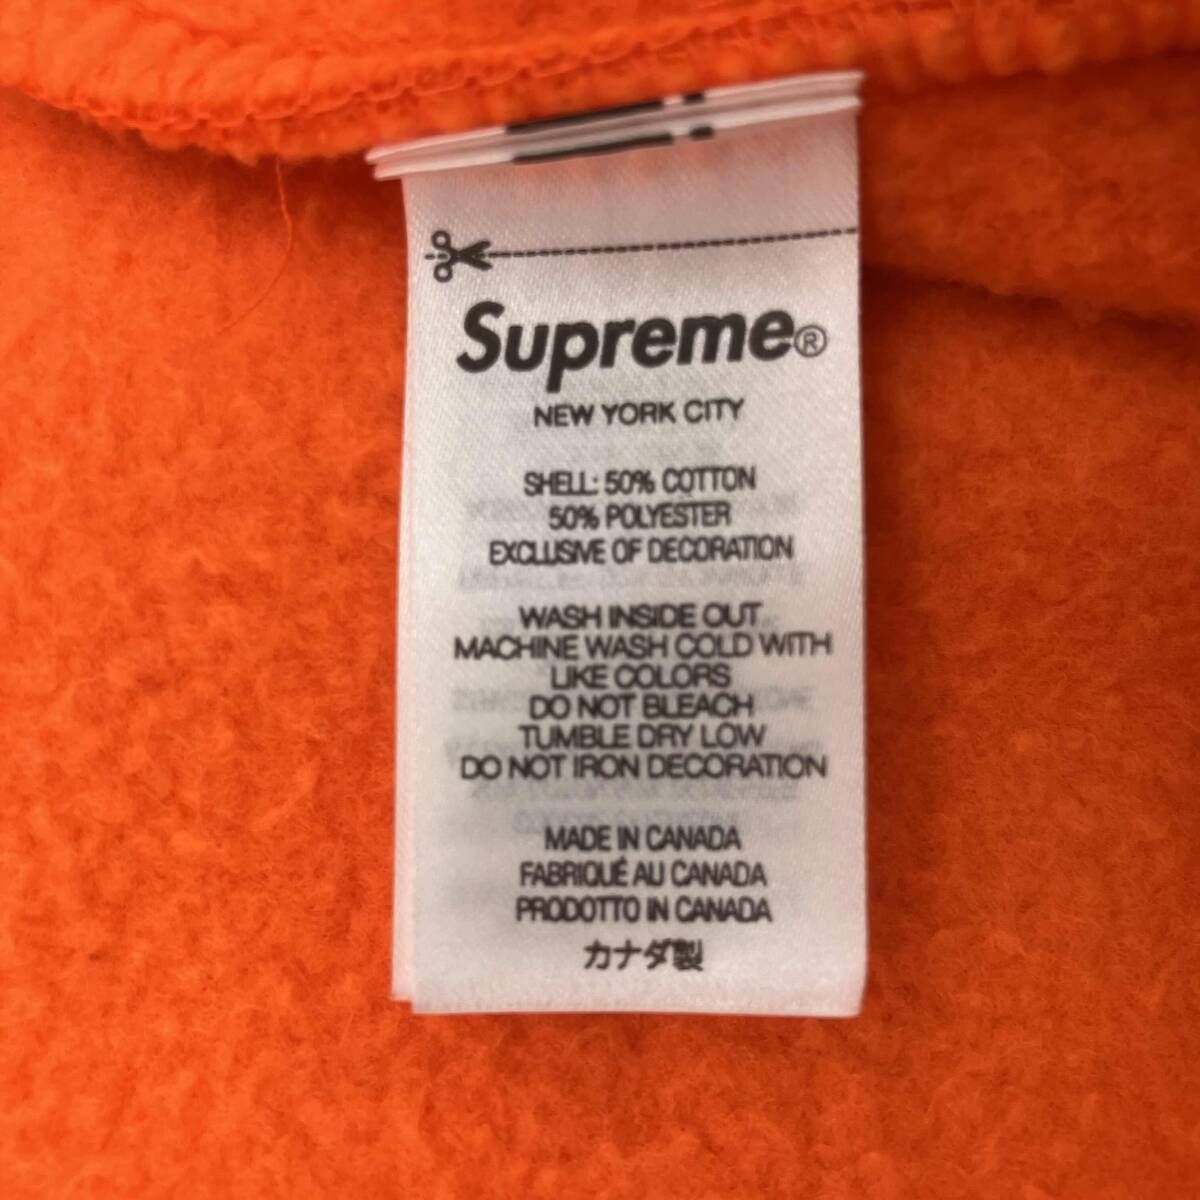 Supreme®
NEW YORK CITY
SHELL: 50% COTTON
50% POLYESTER
EXCLUSIVE OF DECORATION
WASH INSIDE OUT
MACHINE WASH COLD WITH
LIKE COLORS
DO NOT BLEACH
TUMBLE DRY LOW
DO NOT IRON DECORATION
MADE IN CANADA
FABRIQUÉ AU CANADA
PRODOTTO IN CANADA
カナダ製